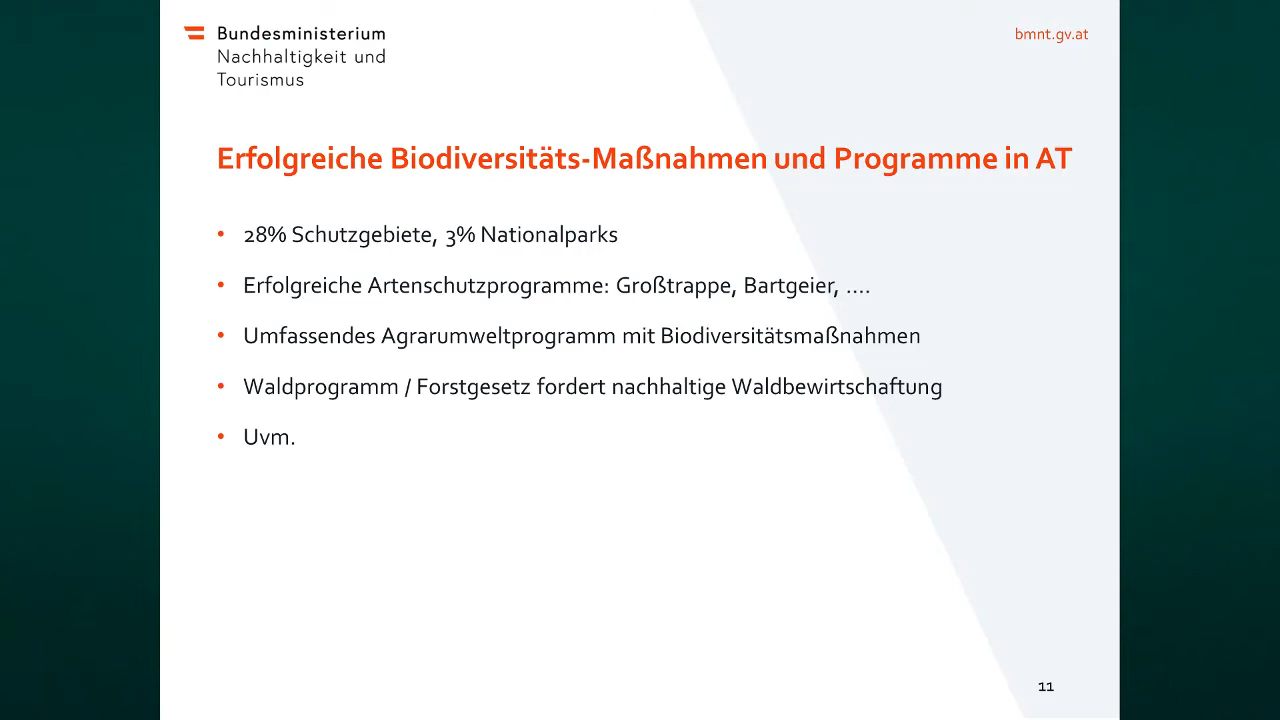 Bundesministerium
Nachhaltigkeit und
Tourismus
bmnt.gv.at
Erfolgreiche Biodiversitäts-Maßnahmen und Programme in AT
• 28% Schutzgebiete, 3% Nationalparks
• Erfolgreiche Artenschutzprogramme: Großtrappe, Bartgeier, ....
• Umfassendes Agrarumweltprogramm mit Biodiversitätsmaßnahmen
• Waldprogramm / Forstgesetz fordert nachhaltige Waldbewirtschaftung
• Uvm.
11